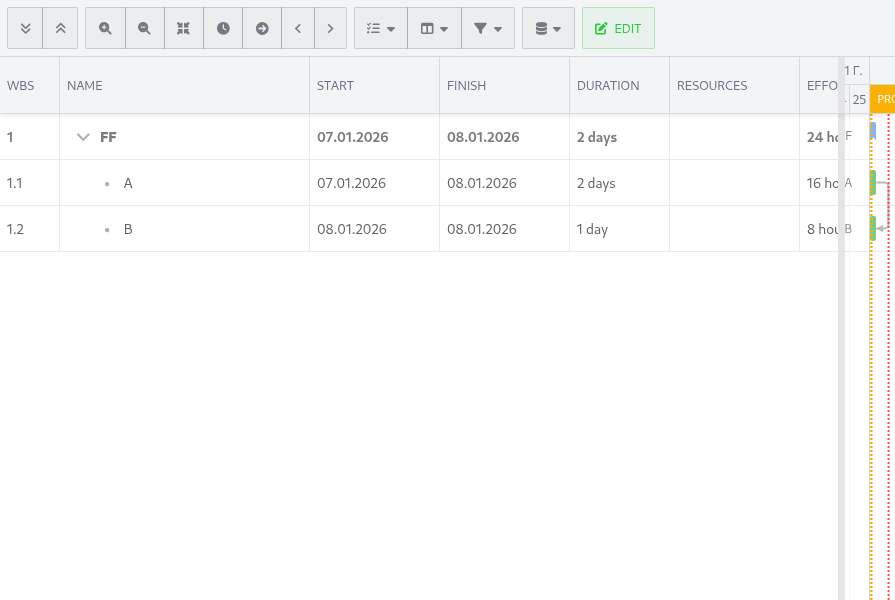 EDIT
WBS NAME START FINISH DURATION RESOURCES EFFO 1 Г.
25 PRO
1 FF 07.01.2026 08.01.2026 2 days 24 ho F
1.1 A 07.01.2026 08.01.2026 2 days 16 ho A
1.2 B 08.01.2026 08.01.2026 1 day 8 hou B